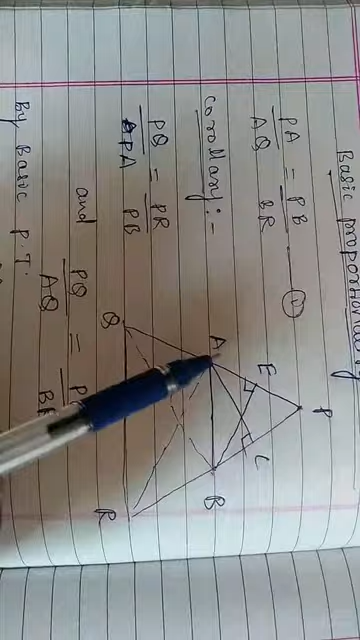 Basic proportionality
PA/AQ = PB/BR — (1)
Corollary:-
PQ/PA = PR/PB
and PQ/AQ = P
By Basic P.T.
P
E
C
A
B
Q
R